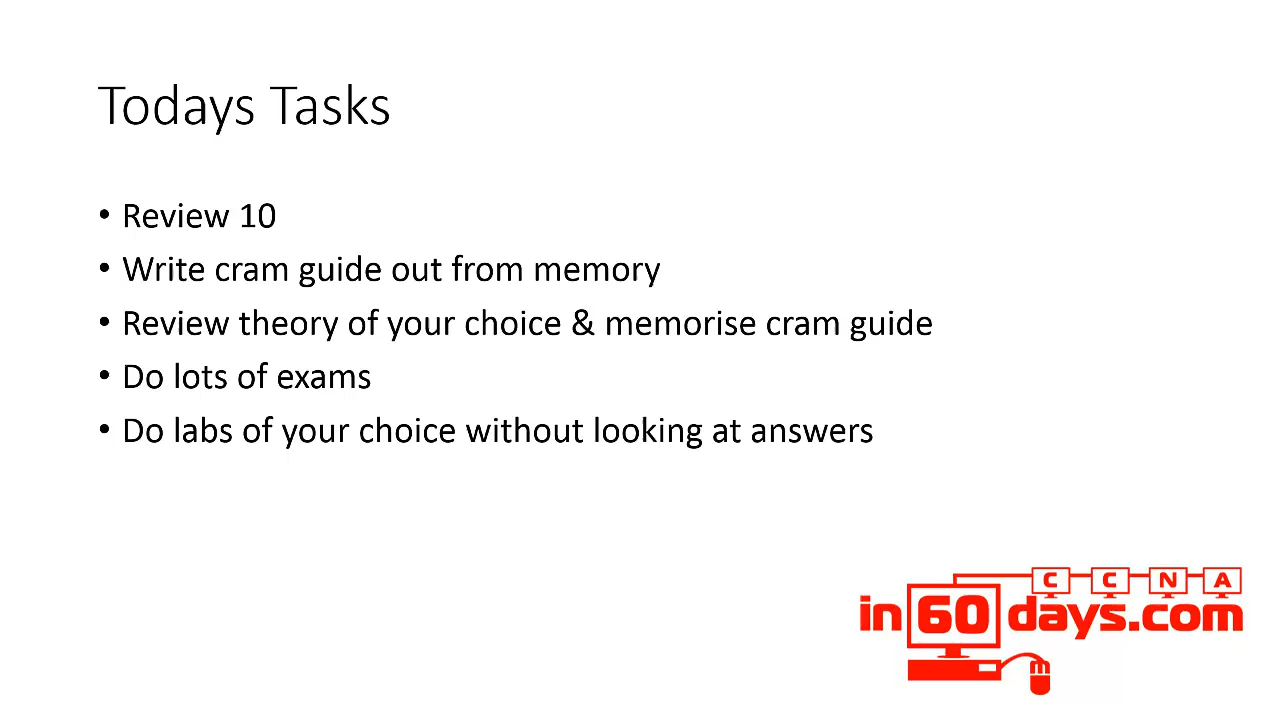 Todays Tasks
• Review 10
• Write cram guide out from memory
• Review theory of your choice & memorise cram guide
• Do lots of exams
• Do labs of your choice without looking at answers
C C N A
in60days.com